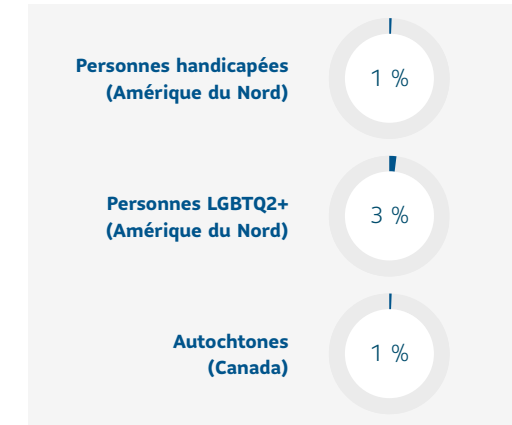 Personnes handicapées
(Amérique du Nord)
1 %
Personnes LGBTQ2+
(Amérique du Nord)
3 %
Autochtones
(Canada)
1 %